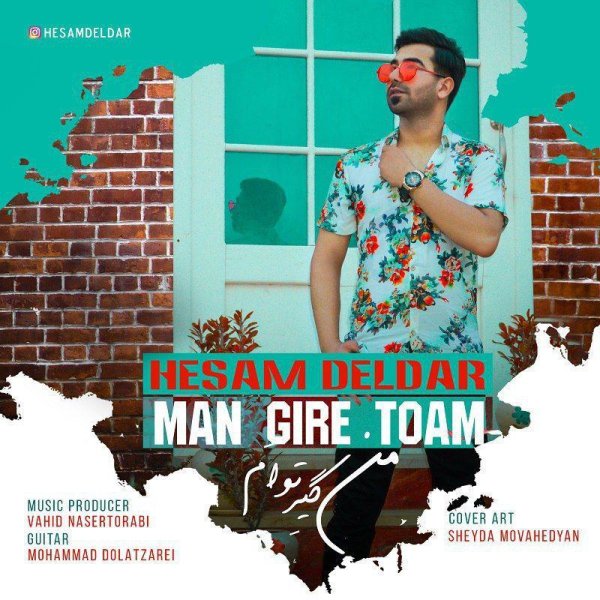 HESAMDELDAR
HESAM DELDAR
MAN GIRE TOAM
من گیرِ توأم
MUSIC PRODUCER
VAHID NASERTORABI
GUITAR
MOHAMMAD DOLATZAREI
COVER ART
SHEYDA MOVAHEDYAN